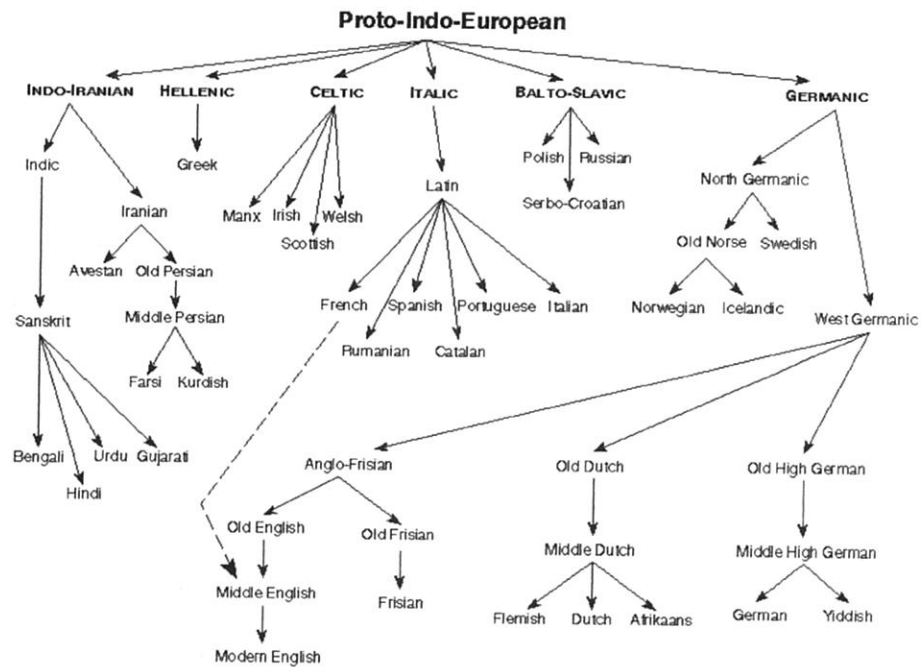 Proto-Indo-European
INDO-IRANIAN HELLENIC CELTIC ITALIC BALTO-SLAVIC GERMANIC
Indic Greek Polish Russian
North Germanic
Iranian Manx Irish Welsh Latin Serbo-Croatian
Scottish Old Norse Swedish
Avestan Old Persian
French Spanish Portuguese Italian Norwegian Icelandic
Sanskrit Middle Persian West Germanic
Rumanian Catalan
Farsi Kurdish
Bengali Urdu Gujarati Anglo-Frisian Old Dutch Old High German
Hindi
Old English Old Frisian
Middle Dutch Middle High German
Middle English Frisian
Flemish Dutch Afrikaans German Yiddish
Modern English